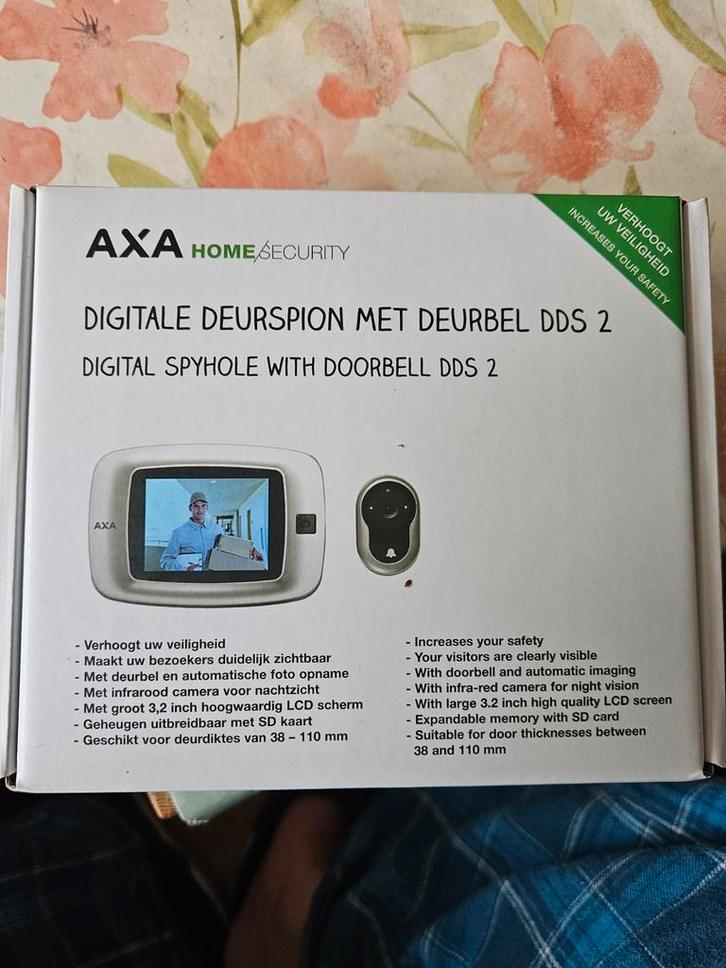 AXA HOME/SECURITY
VERHOOGT
UW VEILIGHEID
INCREASES YOUR SAFETY
DIGITALE DEURSPION MET DEURBEL DDS 2
DIGITAL SPYHOLE WITH DOORBELL DDS 2
AXA
- Verhoogt uw veiligheid
- Maakt uw bezoekers duidelijk zichtbaar
- Met deurbel en automatische foto opname
- Met infrarood camera voor nachtzicht
- Met groot 3,2 inch hoogwaardig LCD scherm
- Geheugen uitbreidbaar met SD kaart
- Geschikt voor deurdiktes van 38 – 110 mm
- Increases your safety
- Your visitors are clearly visible
- With doorbell and automatic imaging
- With infra-red camera for night vision
- With large 3.2 inch high quality LCD screen
- Expandable memory with SD card
- Suitable for door thicknesses between
38 and 110 mm